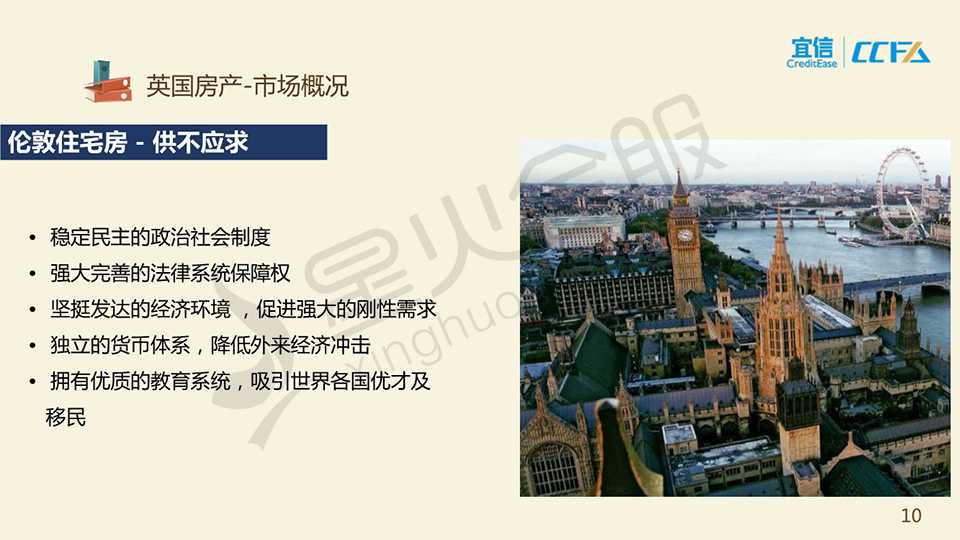 宜信
CreditEase
CCFA
英国房产-市场概况
伦敦住宅房 - 供不应求
• 稳定民主的政治社会制度
• 强大完善的法律系统保障权
• 坚挺发达的经济环境 ，促进强大的刚性需求
• 独立的货币体系，降低外来经济冲击
• 拥有优质的教育系统，吸引世界各国优才及
移民
星火金服
xinghuo
10